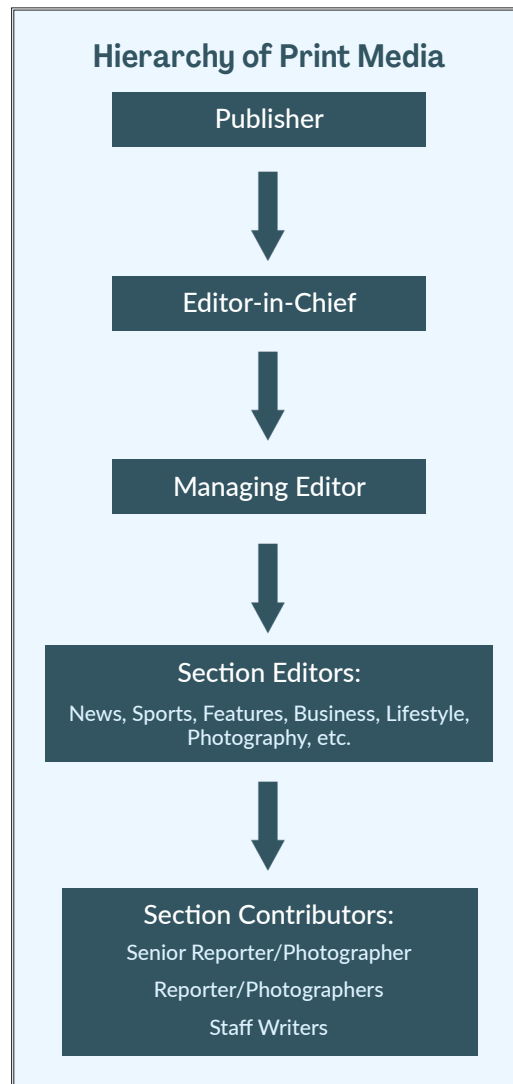 Hierarchy of Print Media
Publisher
Editor-in-Chief
Managing Editor
Section Editors:
News, Sports, Features, Business, Lifestyle,
Photography, etc.
Section Contributors:
Senior Reporter/Photographer
Reporter/Photographers
Staff Writers